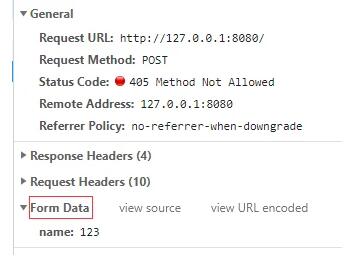 General
Request URL: http://127.0.0.1:8080/
Request Method: POST
Status Code: 405 Method Not Allowed
Remote Address: 127.0.0.1:8080
Referrer Policy: no-referrer-when-downgrade
Response Headers (4)
Request Headers (10)
Form Data view source view URL encoded
name: 123